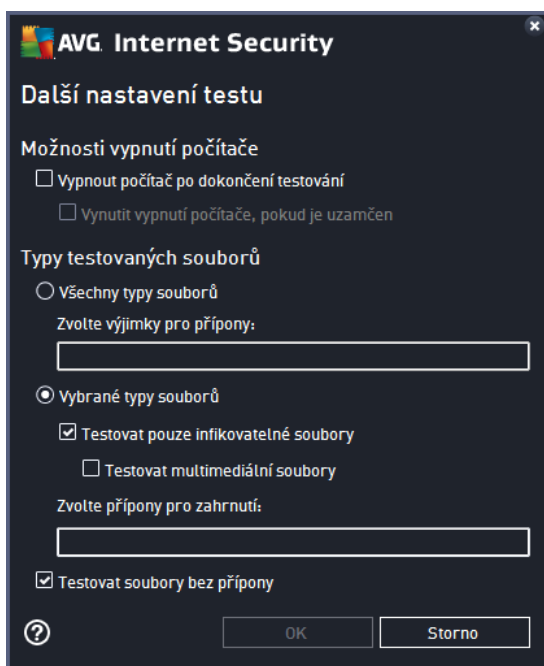 AVG Internet Security
Další nastavení testu
Možnosti vypnutí počítače
Vypnout počítač po dokončení testování
Vynutit vypnutí počítače, pokud je uzamčen
Typy testovaných souborů
Všechny typy souborů
Zvolte výjimky pro přípony:
Vybrané typy souborů
Testovat pouze infikovatelné soubory
Testovat multimediální soubory
Zvolte přípony pro zahrnutí:
Testovat soubory bez přípony
OK Storno